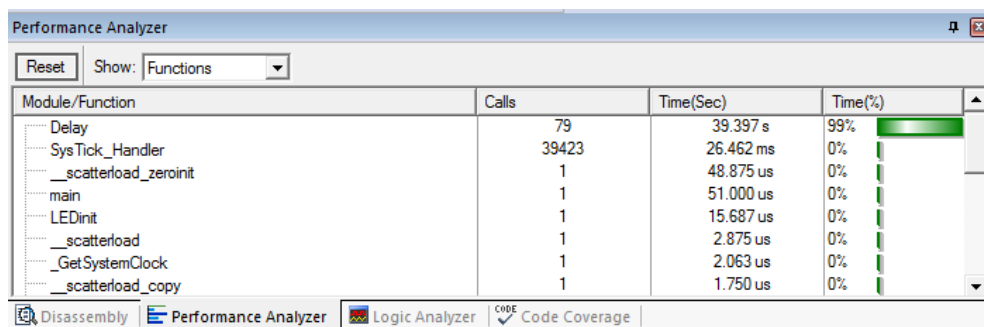 Performance Analyzer
Reset Show: Functions
Module/Function Calls Time(Sec) Time(%)
Delay 79 39.397 s 99%
SysTick_Handler 39423 26.462 ms 0%
__scatterload_zeroinit 1 48.875 us 0%
main 1 51.000 us 0%
LEDinit 1 15.687 us 0%
__scatterload 1 2.875 us 0%
_GetSystemClock 1 2.063 us 0%
__scatterload_copy 1 1.750 us 0%
Disassembly Performance Analyzer Logic Analyzer CODE Code Coverage